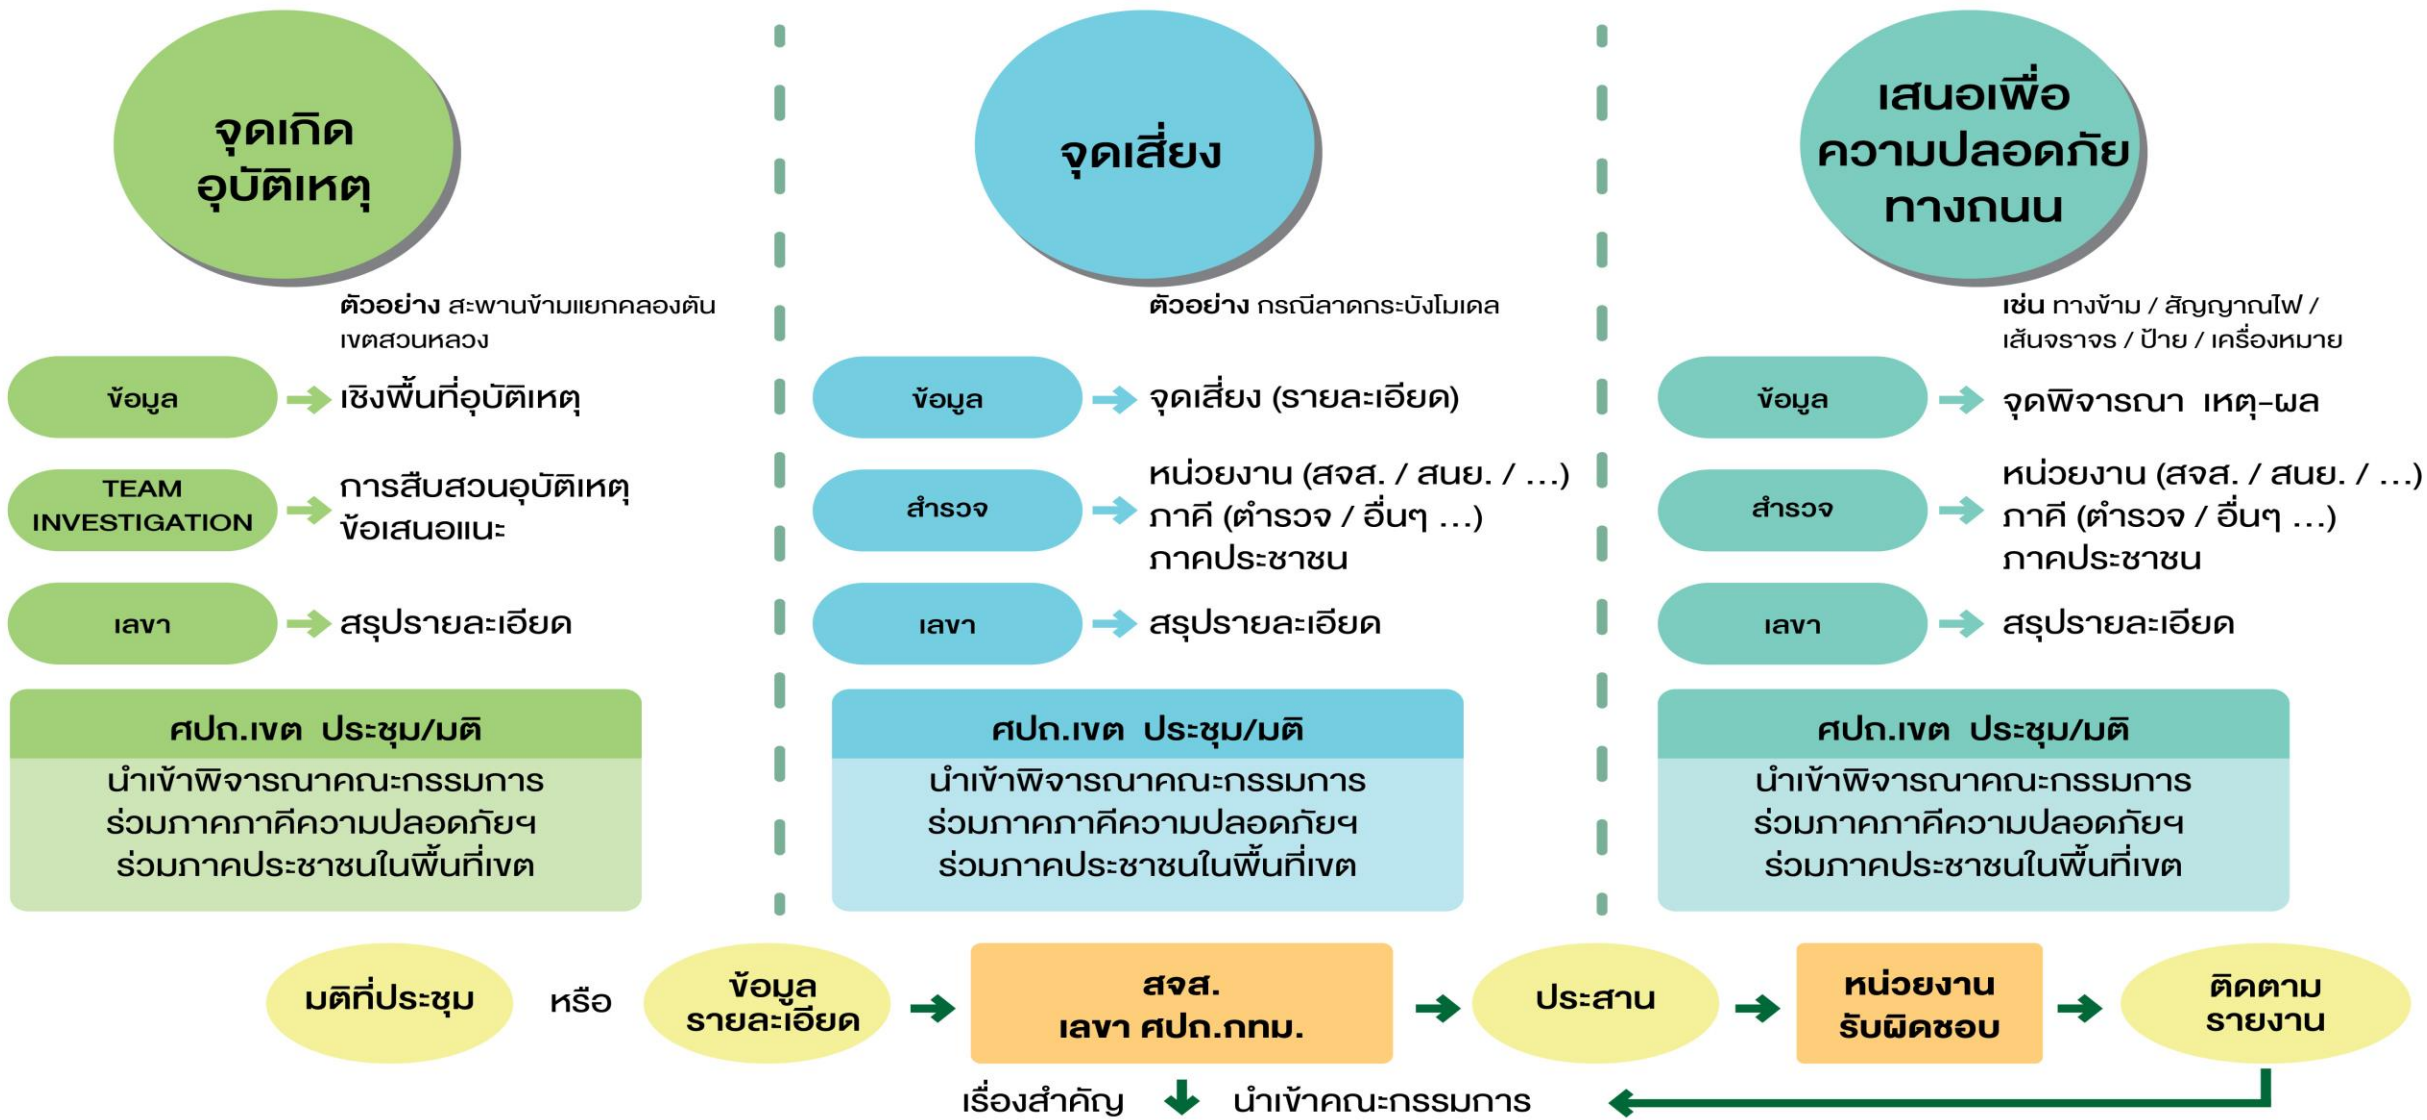 จุดเกิด
อุบัติเหตุ
ตัวอย่าง สะพานข้ามแยกคลองตัน
เขตสวนหลวง
ข้อมูล
เชิงพื้นที่อุบัติเหตุ
TEAM
INVESTIGATION
การสืบสวนอุบัติเหตุ
ข้อเสนอแนะ
เลขา
สรุปรายละเอียด
ศปถ.เขต ประชุม/มติ
นำเข้าพิจารณาคณะกรรมการ
ร่วมภาคภาคีความปลอดภัยฯ
ร่วมภาคประชาชนในพื้นที่เขต
จุดเสี่ยง
ตัวอย่าง กรณีลาดกระบังโมเดล
ข้อมูล
จุดเสี่ยง (รายละเอียด)
สำรวจ
หน่วยงาน (สจส. / สนย. / ...)
ภาคี (ตำรวจ / อื่นๆ ...)
ภาคประชาชน
เลขา
สรุปรายละเอียด
ศปถ.เขต ประชุม/มติ
นำเข้าพิจารณาคณะกรรมการ
ร่วมภาคภาคีความปลอดภัยฯ
ร่วมภาคประชาชนในพื้นที่เขต
เสนอเพื่อ
ความปลอดภัย
ทางถนน
เช่น ทางข้าม / สัญญาณไฟ /
เส้นจราจร / ป้าย / เครื่องหมาย
ข้อมูล
จุดพิจารณา เหตุ-ผล
สำรวจ
หน่วยงาน (สจส. / สนย. / ...)
ภาคี (ตำรวจ / อื่นๆ ...)
ภาคประชาชน
เลขา
สรุปรายละเอียด
ศปถ.เขต ประชุม/มติ
นำเข้าพิจารณาคณะกรรมการ
ร่วมภาคภาคีความปลอดภัยฯ
ร่วมภาคประชาชนในพื้นที่เขต
มติที่ประชุม
หรือ
ข้อมูล
รายละเอียด
สจส.
เลขา ศปถ.กทม.
ประสาน
หน่วยงาน
รับผิดชอบ
ติดตาม
รายงาน
เรื่องสำคัญ
นำเข้าคณะกรรมการ